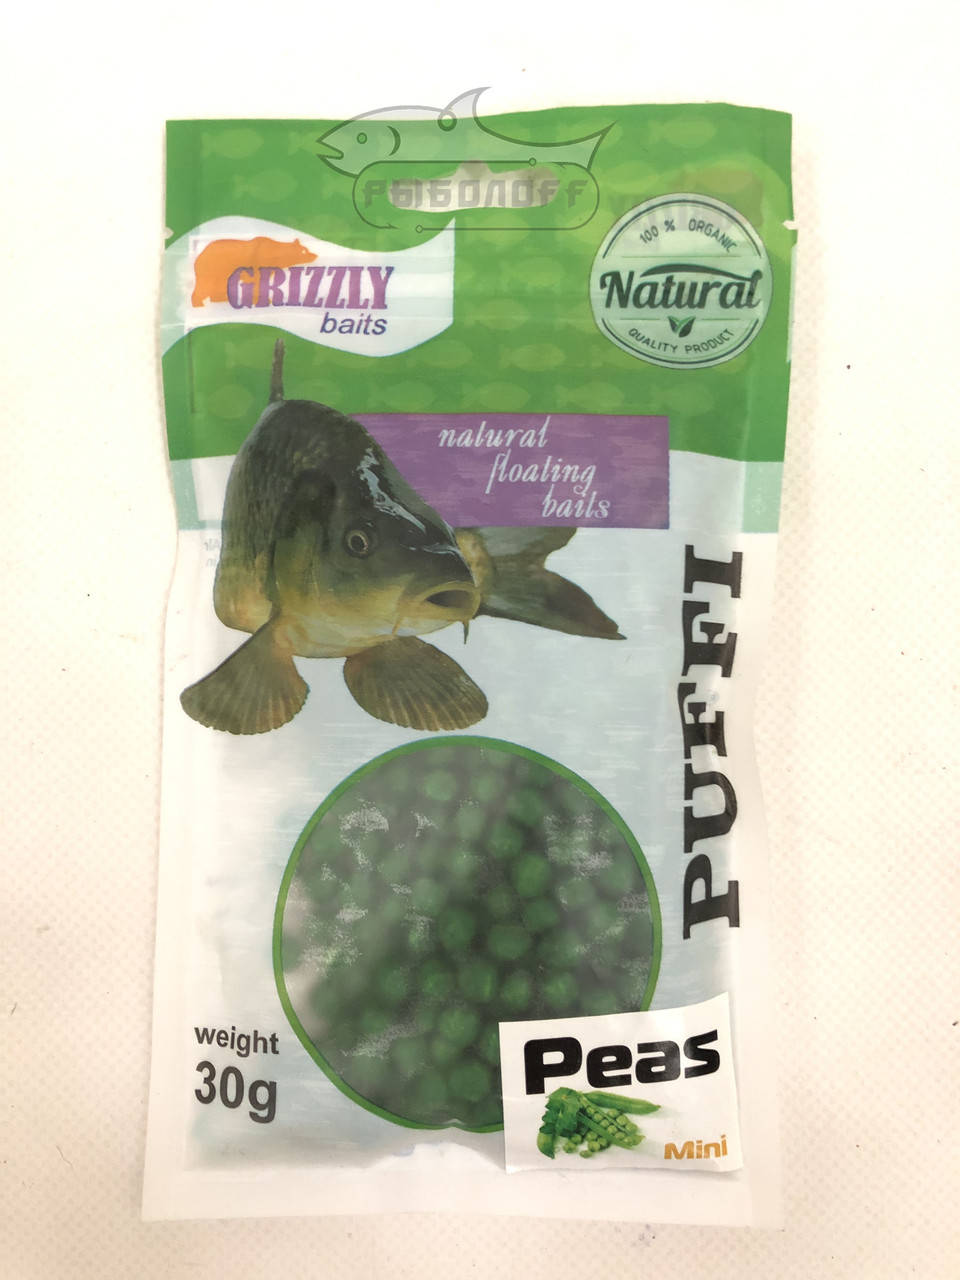 РЫБОЛОFF
GRIZZLY
baits
100 % ORGANIC
Natural
QUALITY PRODUCT
natural
floating
baits
PUFFI
weight
30g
Peas
Mini